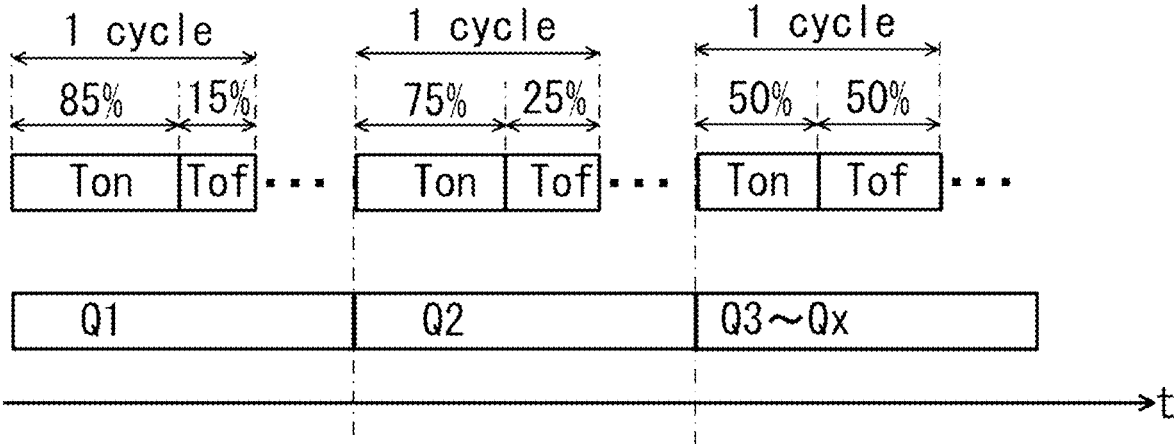 1 cycle 1 cycle 1 cycle
85% 15% 75% 25% 50% 50%
Ton Tof ・・・ Ton Tof ・・・ Ton Tof ・・・
Q1 Q2 Q3～Qx
t